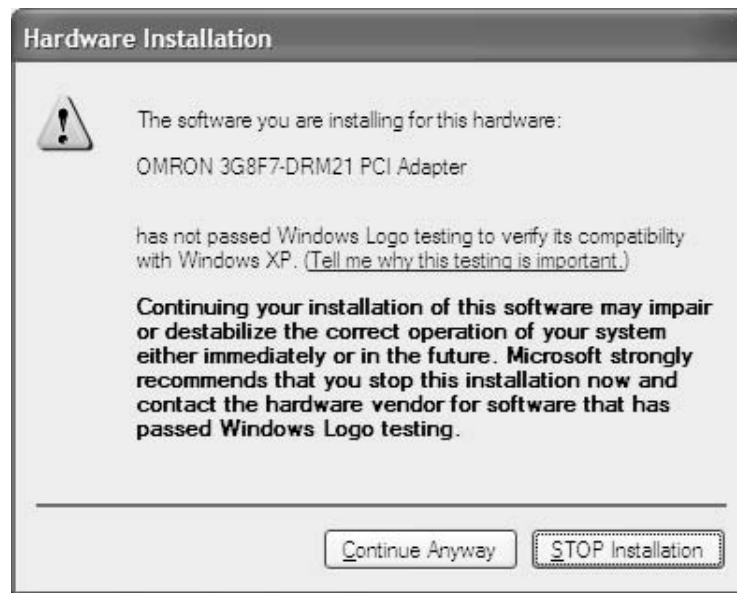 Hardware Installation
The software you are installing for this hardware:
OMRON 3G8F7-DRM21 PCI Adapter
has not passed Windows Logo testing to verify its compatibility
with Windows XP. (Tell me why this testing is important.)
Continuing your installation of this software may impair
or destabilize the correct operation of your system
either immediately or in the future. Microsoft strongly
recommends that you stop this installation now and
contact the hardware vendor for software that has
passed Windows Logo testing.
Continue Anyway
STOP Installation